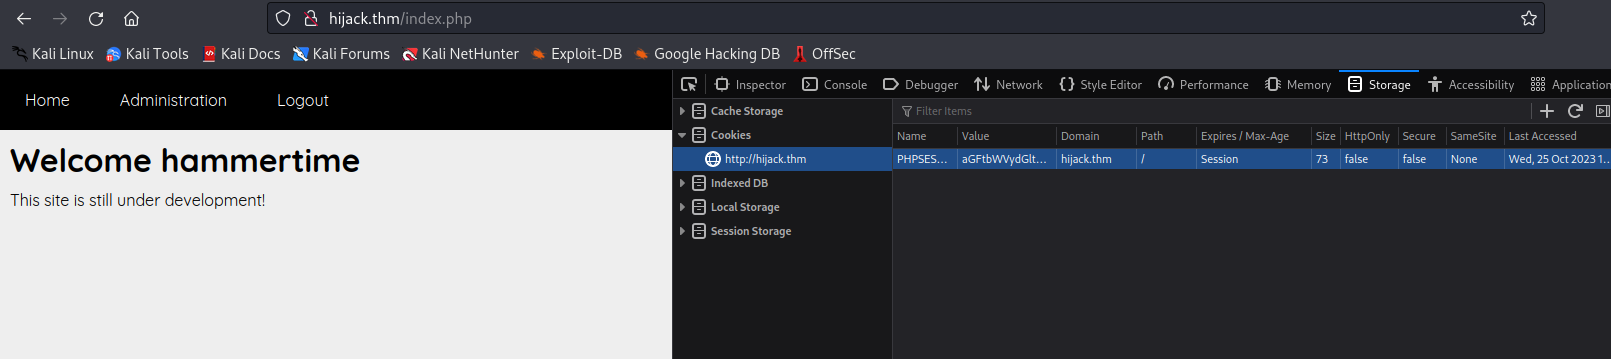 hijack.thm/index.php
Kali Linux Kali Tools Kali Docs Kali Forums Kali NetHunter Exploit-DB Google Hacking DB OffSec
Home Administration Logout
Welcome hammertime
This site is still under development!
Inspector Console Debugger Network Style Editor Performance Memory Storage Accessibility Application
Cache Storage
Cookies
http://hijack.thm
Indexed DB
Local Storage
Session Storage
Filter Items
Name Value Domain Path Expires / Max-Age Size HttpOnly Secure SameSite Last Accessed
PHPSES... aGFtbWVydGlt... hijack.thm / Session 73 false false None Wed, 25 Oct 2023 1...